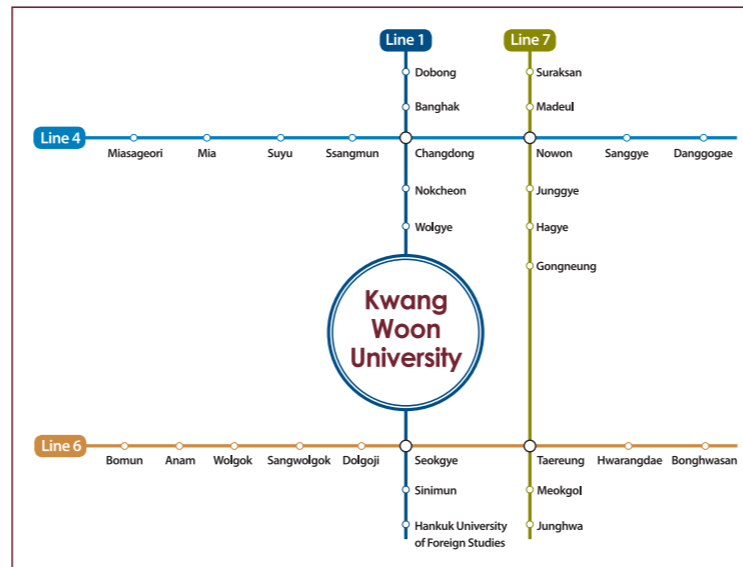 Line 1
Line 7
Dobong
Suraksan
Banghak
Madeul
Line 4
Miasageori
Mia
Suyu
Ssangmun
Changdong
Nowon
Sanggye
Danggogae
Nokcheon
Junggye
Wolgye
Hagye
Gongneung
Kwang
Woon
University
Line 6
Bomun
Anam
Wolgok
Sangwolgok
Dolgoji
Seokgye
Taereung
Hwarangdae
Bonghwasan
Sinimun
Meokgol
Hankuk University
of Foreign Studies
Junghwa